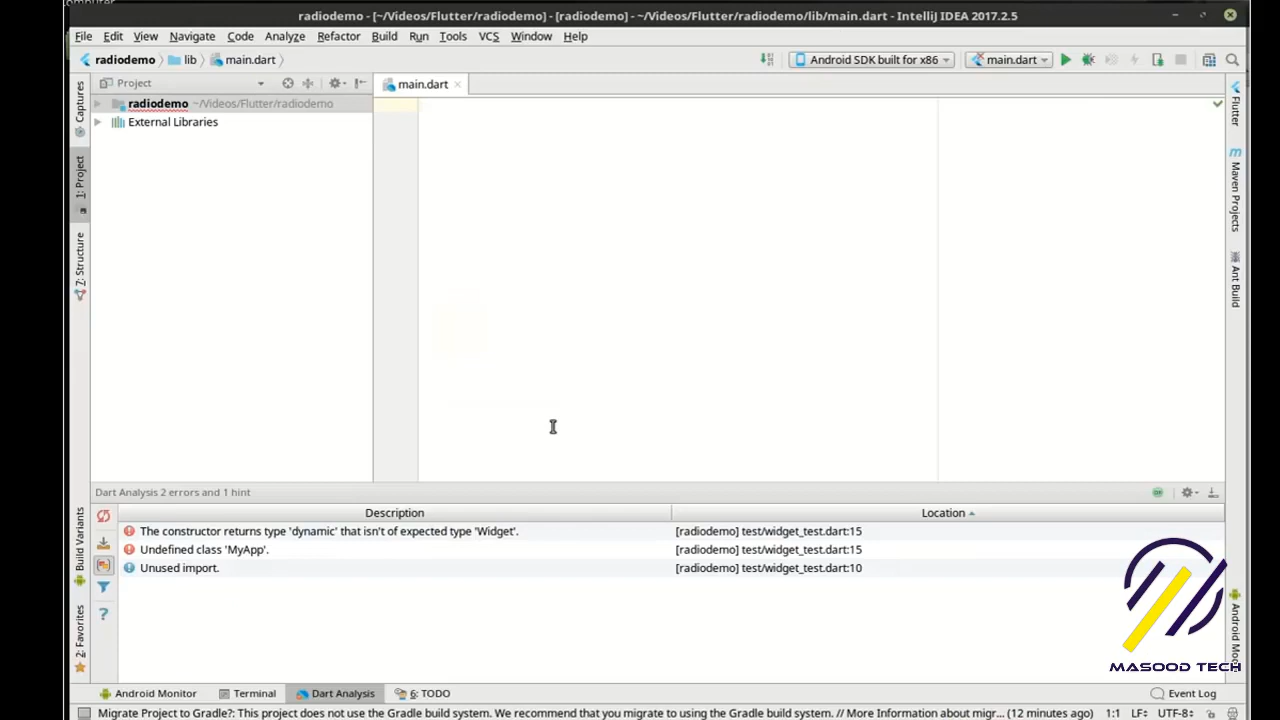 radiodemo - [~/Videos/Flutter/radiodemo] - [radiodemo] - ~/Videos/Flutter/radiodemo/lib/main.dart - IntelliJ IDEA 2017.2.5
File Edit View Navigate Code Analyze Refactor Build Run Tools VCS Window Help
radiodemo lib main.dart Android SDK built for x86 main.dart
Project
main.dart
radiodemo ~/Videos/Flutter/radiodemo
External Libraries
Captures
1: Project
7: Structure
Build Variants
2: Favorites
Flutter
m
Maven Projects
Ant Build
Dart Analysis 2 errors and 1 hint
Description Location
The constructor returns type 'dynamic' that isn't of expected type 'Widget'. [radiodemo] test/widget_test.dart:15
Undefined class 'MyApp'. [radiodemo] test/widget_test.dart:15
Unused import. [radiodemo] test/widget_test.dart:10
MASOOD TECH
Android Monitor Terminal Dart Analysis 6: TODO Event Log
Migrate Project to Gradle?: This project does not use the Gradle build system. We recommend that you migrate to using the Gradle build system. // More Information about migr... (12 minutes ago) 1:1 LF÷ UTF-8÷